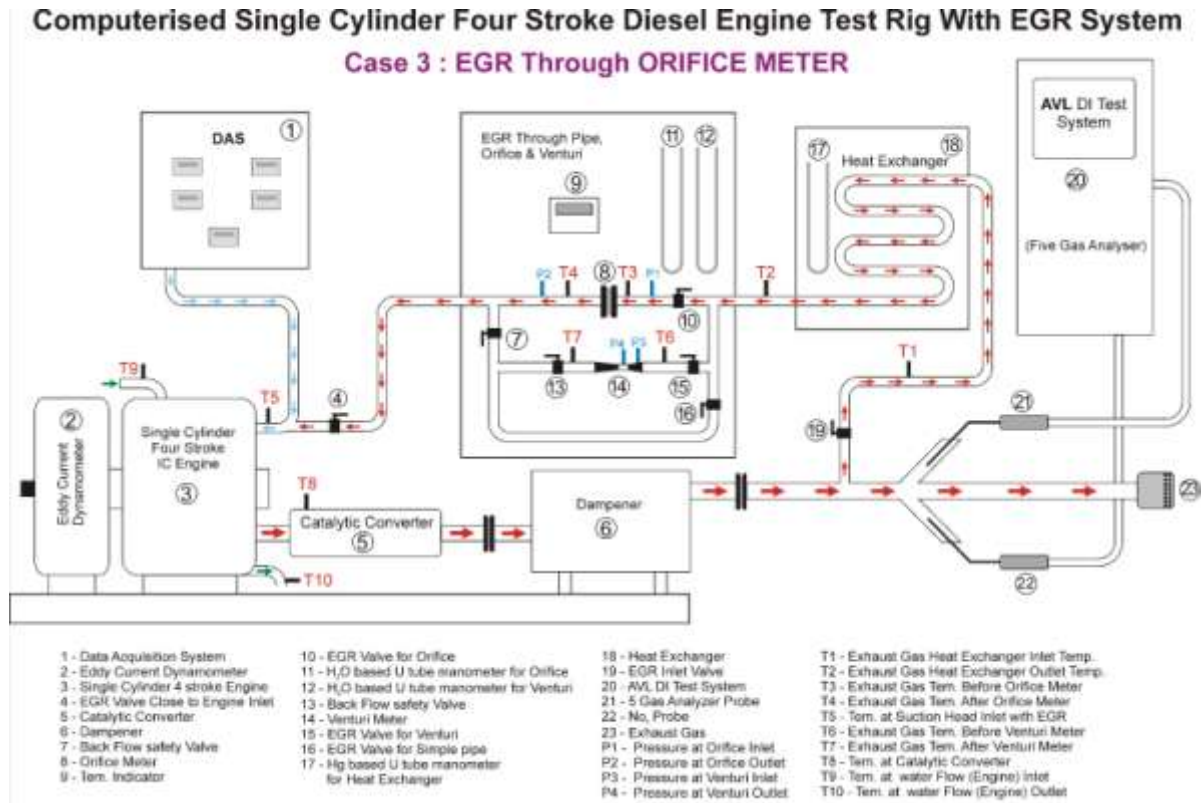 Computerised Single Cylinder Four Stroke Diesel Engine Test Rig With EGR System
Case 3 : EGR Through ORIFICE METER
DAS
1
EGR Through Pipe,
Orifice & Venturi
11
12
9
17
18
Heat Exchanger
AVL DI Test
System
20
(Five Gas Analyser)
P2
T4
8
T3
P1
10
T2
7
T7
P4
P3
T6
13
14
15
16
T1
T9
T5
4
2
Eddy Current
Dynamometer
Single Cylinder
Four Stroke
IC Engine
3
T8
Catalytic Converter
5
T10
Dampener
6
19
21
22
23
1 - Data Acquisition System
2 - Eddy Current Dynamometer
3 - Single Cylinder 4 stroke Engine
4 - EGR Valve Close to Engine Inlet
5 - Catalytic Converter
6 - Dampener
7 - Back Flow safety Valve
8 - Orifice Meter
9 - Tem. Indicator
10 - EGR Valve for Orifice
11 - H₂O based U tube manometer for Orifice
12 - H₂O based U tube manometer for Venturi
13 - Back Flow safety Valve
14 - Venturi Meter
15 - EGR Valve for Venturi
16 - EGR Valve for Simple pipe
17 - Hg based U tube manometer
for Heat Exchanger
18 - Heat Exchanger
19 - EGR Inlet Valve
20 - AVL DI Test System
21 - 5 Gas Analyzer Probe
22 - No, Probe
23 - Exhaust Gas
P1 - Pressure at Orifice Inlet
P2 - Pressure at Orifice Outlet
P3 - Pressure at Venturi Inlet
P4 - Pressure at Venturi Outlet
T1 - Exhaust Gas Heat Exchanger Inlet Temp.
T2 - Exhaust Gas Heat Exchanger Outlet Temp.
T3 - Exhaust Gas Tem. Before Orifice Meter
T4 - Exhaust Gas Tem. After Orifice Meter
T5 - Tem. at Suction Head Inlet with EGR
T6 - Exhaust Gas Tem. Before Venturi Meter
T7 - Exhaust Gas Tem. After Venturi Meter
T8 - Tem. at Catalytic Converter
T9 - Tem. at water Flow (Engine) Inlet
T10 - Tem. at water Flow (Engine) Outlet